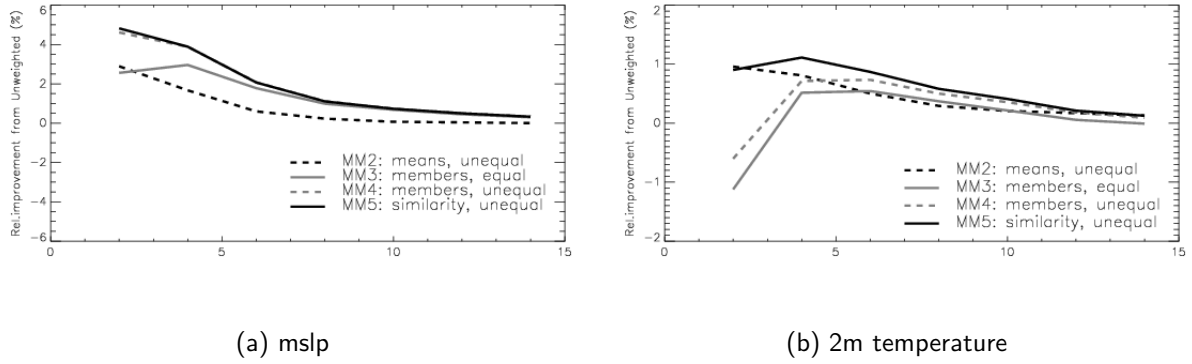 Rel.improvement from Unweighted (%)
6
4
2
0
-2
-4
-6
MM2: means, unequal
MM3: members, equal
MM4: members, unequal
MM5: similarity, unequal
0
5
10
15
(a) mslp
Rel.improvement from Unweighted (%)
2
1
0
-1
-2
MM2: means, unequal
MM3: members, equal
MM4: members, unequal
MM5: similarity, unequal
0
5
10
15
(b) 2m temperature